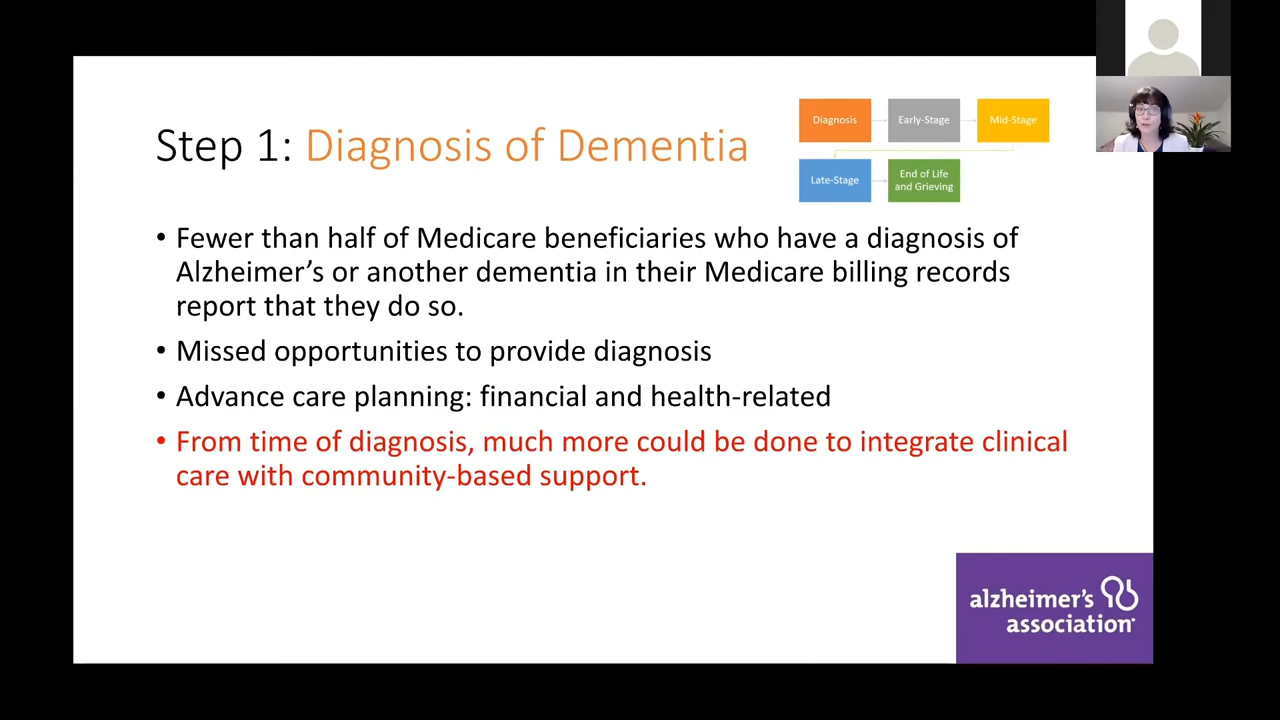 Step 1: Diagnosis of Dementia
Diagnosis
Early-Stage
Mid-Stage
Late-Stage
End of Life
and Grieving
• Fewer than half of Medicare beneficiaries who have a diagnosis of
Alzheimer’s or another dementia in their Medicare billing records
report that they do so.
• Missed opportunities to provide diagnosis
• Advance care planning: financial and health-related
• From time of diagnosis, much more could be done to integrate clinical
care with community-based support.
alzheimer's
association